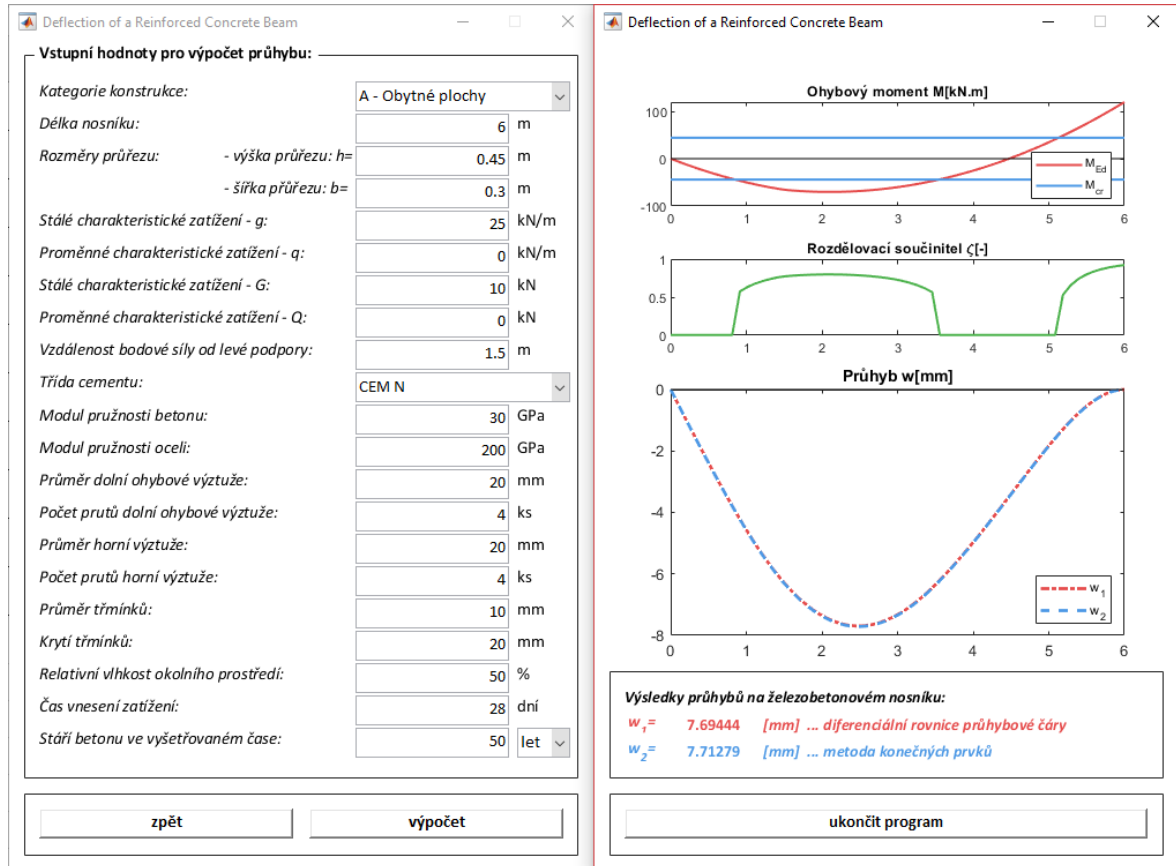 Deflection of a Reinforced Concrete Beam
Vstupní hodnoty pro výpočet průhybu:
Kategorie konstrukce: A - Obytné plochy
Délka nosníku: 6 m
Rozměry průřezu: - výška průřezu: h= 0.45 m
- šířka přůřezu: b= 0.3 m
Stálé charakteristické zatížení - g: 25 kN/m
Proměnné charakteristické zatížení - q: 0 kN/m
Stálé charakteristické zatížení - G: 10 kN
Proměnné charakteristické zatížení - Q: 0 kN
Vzdálenost bodové síly od levé podpory: 1.5 m
Třída cementu: CEM N
Modul pružnosti betonu: 30 GPa
Modul pružnosti oceli: 200 GPa
Průměr dolní ohybové výztuže: 20 mm
Počet prutů dolní ohybové výztuže: 4 ks
Průměr horní výztuže: 20 mm
Počet prutů horní výztuže: 4 ks
Průměr třmínků: 10 mm
Krytí třmínků: 20 mm
Relativní vlhkost okolního prostředí: 50 %
Čas vnesení zatížení: 28 dní
Stáří betonu ve vyšetřovaném čase: 50 let
zpět výpočet
Deflection of a Reinforced Concrete Beam
Ohybový moment M[kN.m]
100
0
-100
M_Ed
M_cr
0 1 2 3 4 5 6
Rozdělovací součinitel ζ[-]
1
0.5
0
0 1 2 3 4 5 6
Průhyb w[mm]
0
-2
-4
-6
-8
w_1
w_2
0 1 2 3 4 5 6
Výsledky průhybů na železobetonovém nosníku:
w_1= 7.69444 [mm] ... diferenciální rovnice průhybové čáry
w_2= 7.71279 [mm] ... metoda konečných prvků
ukončit program